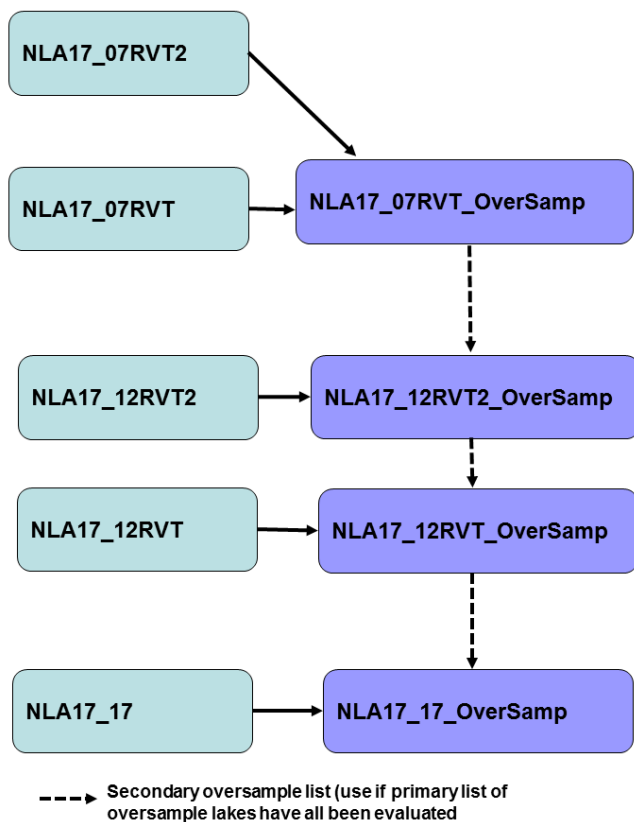 NLA17_07RVT2
NLA17_07RVT
NLA17_07RVT_OverSamp
NLA17_12RVT2
NLA17_12RVT2_OverSamp
NLA17_12RVT
NLA17_12RVT_OverSamp
NLA17_17
NLA17_17_OverSamp
Secondary oversample list (use if primary list of
oversample lakes have all been evaluated